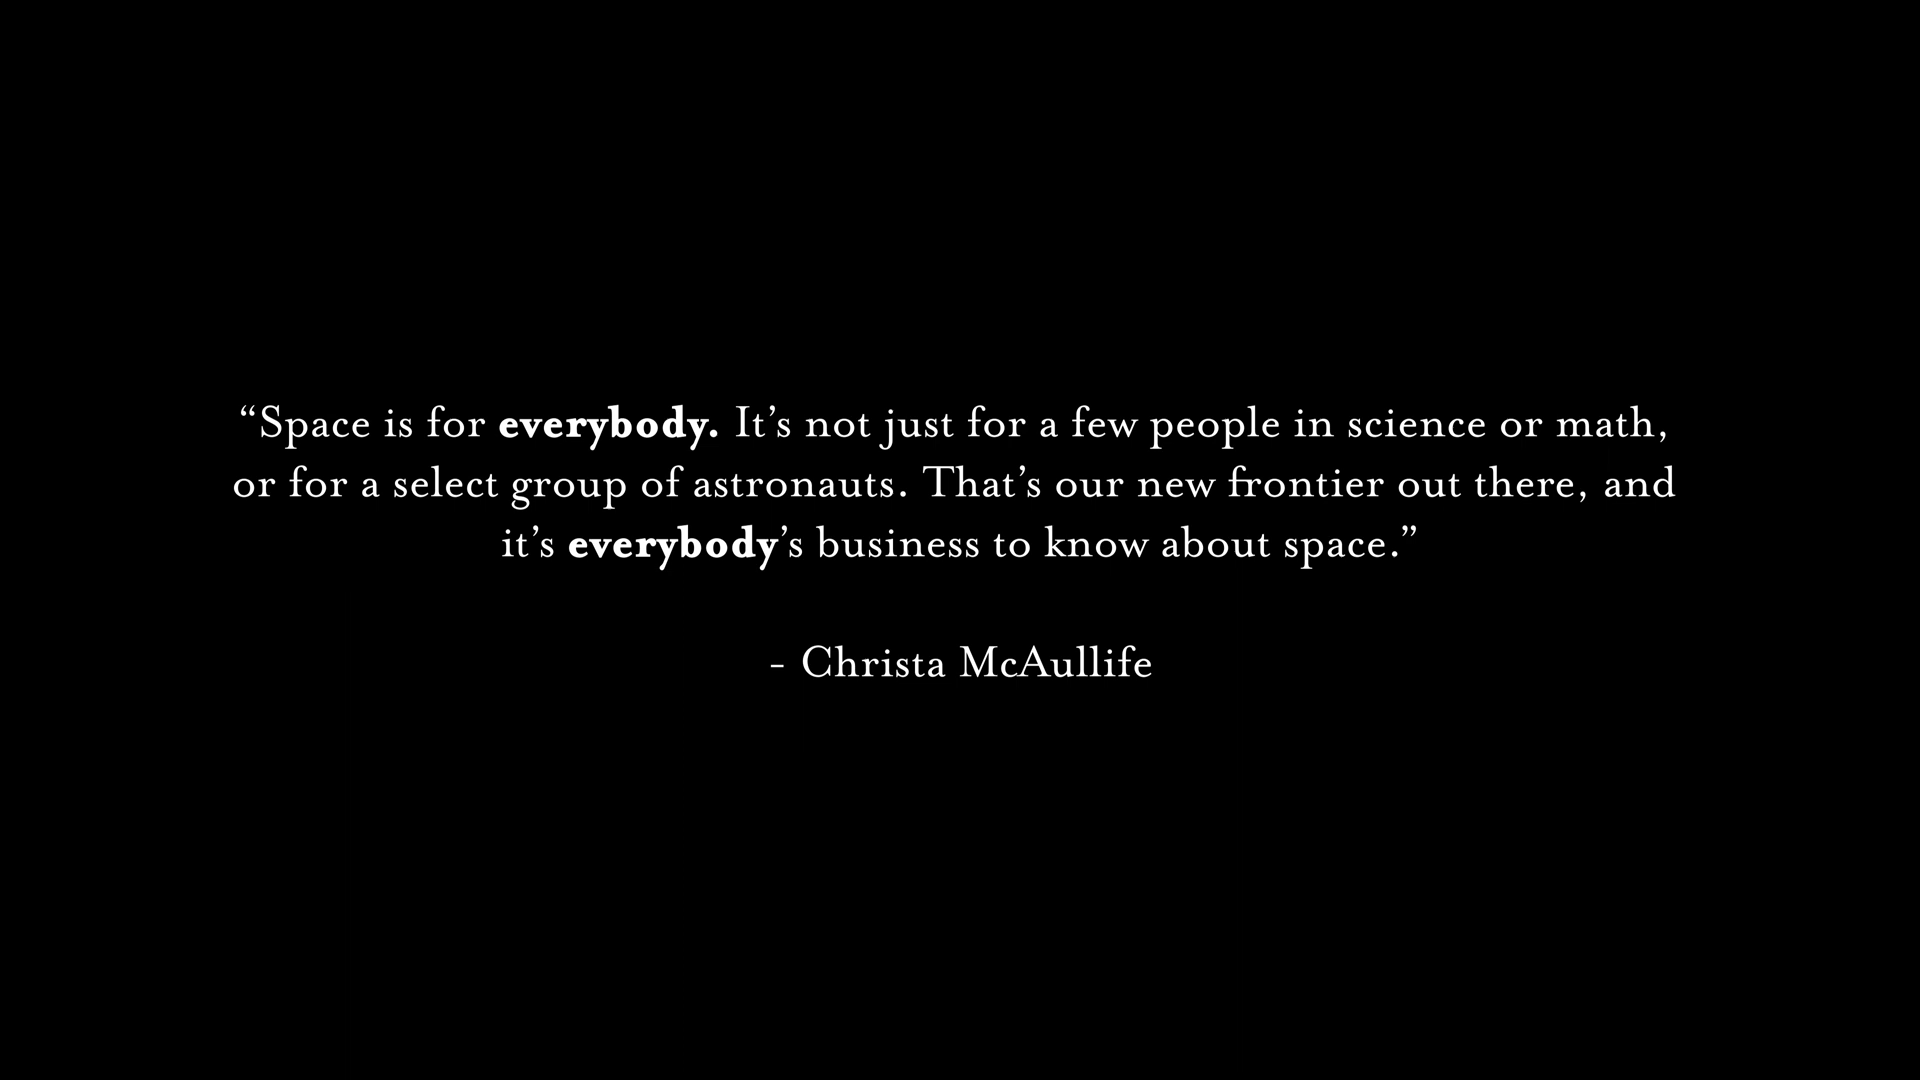 “Space is for everybody. It’s not just for a few people in science or math,
or for a select group of astronauts. That’s our new frontier out there, and
it’s everybody’s business to know about space.”
- Christa McAullife